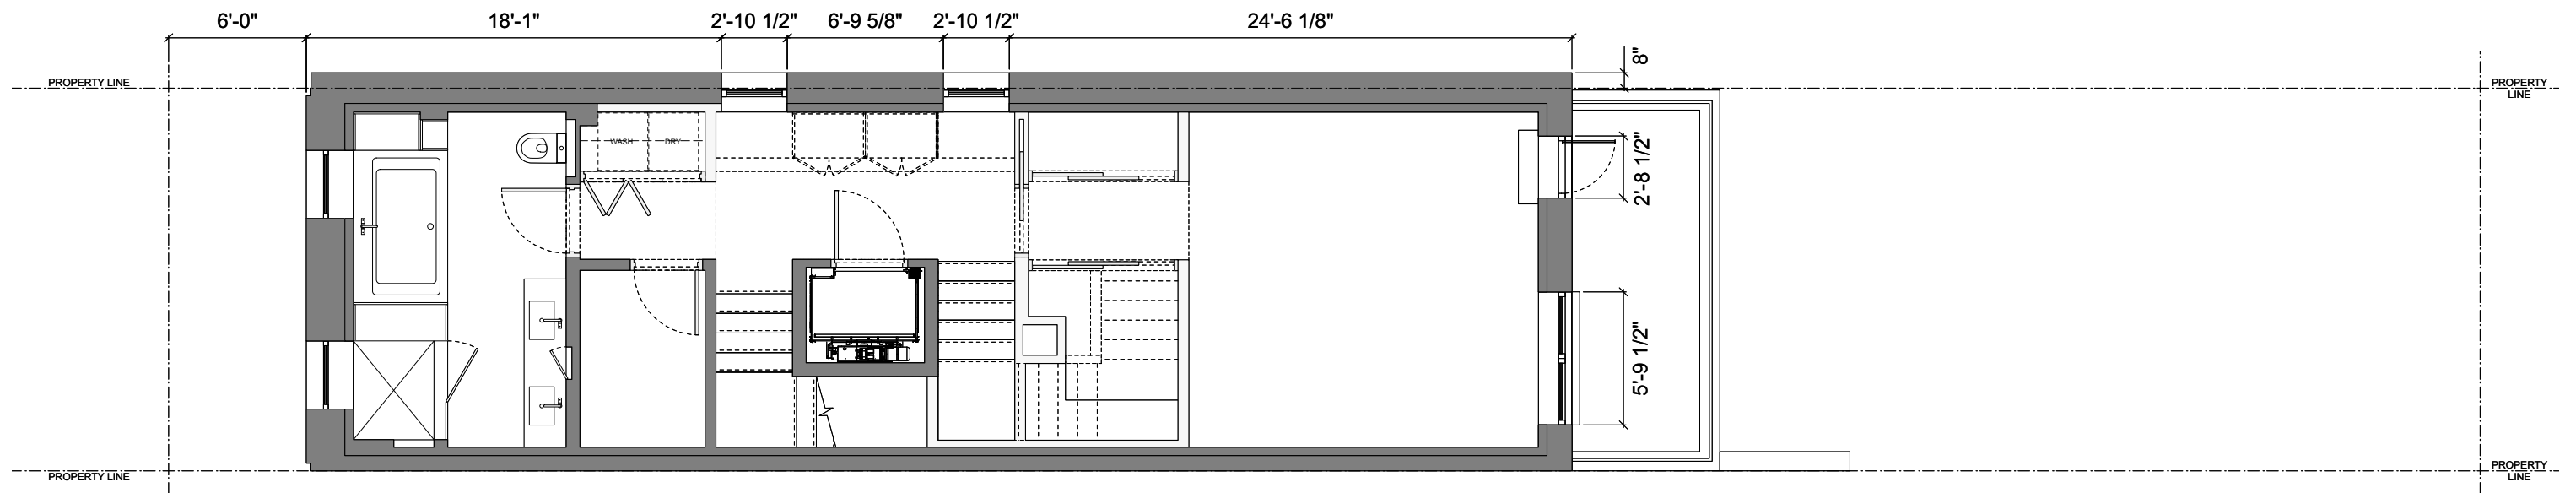 6'-0"
18'-1"
2'-10 1/2"
6'-9 5/8"
2'-10 1/2"
24'-6 1/8"
8"
PROPERTY LINE
PROPERTY
LINE
WASH.
DRY.
2'-8 1/2"
5'-9 1/2"
PROPERTY LINE
PROPERTY
LINE